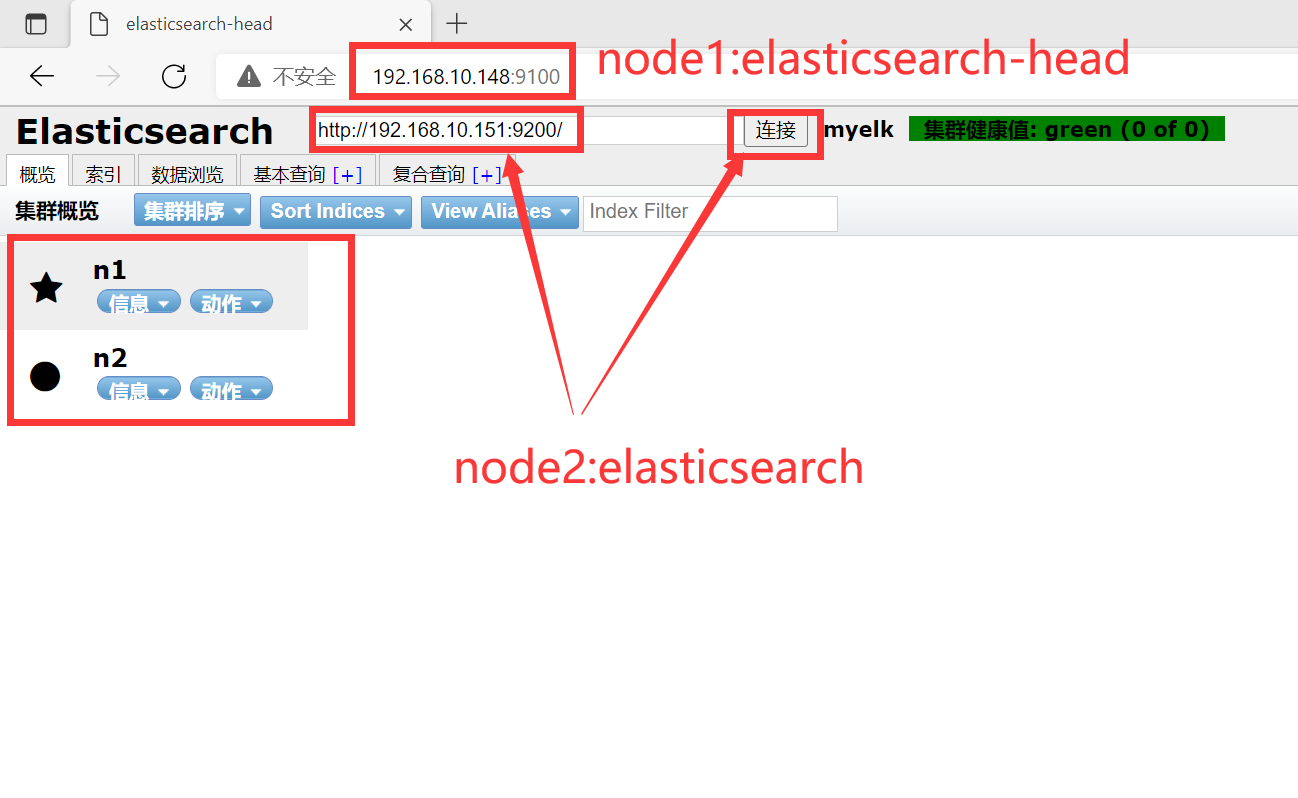 elasticsearch-head
不安全 192.168.10.148:9100
node1:elasticsearch-head
Elasticsearch http://192.168.10.151:9200/ 连接 myelk 集群健康值: green (0 of 0)
概览 索引 数据浏览 基本查询 [+] 复合查询 [+]
集群概览 集群排序 Sort Indices View Aliases Index Filter
n1
信息 动作
n2
信息 动作
node2:elasticsearch